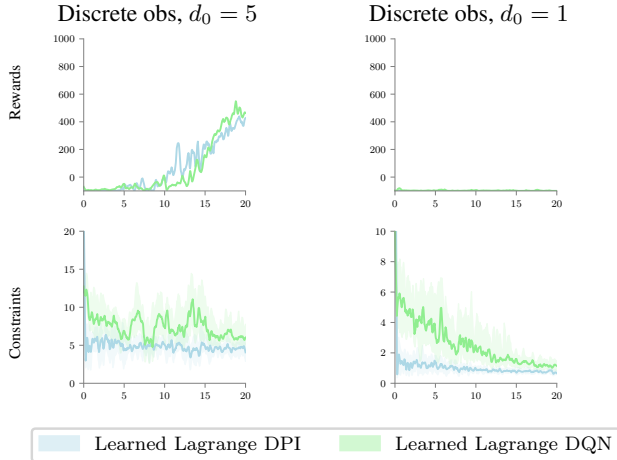 Discrete obs, d₀ = 5
Discrete obs, d₀ = 1
Rewards
1000
800
600
400
200
0
0 5 10 15 20
1000
800
600
400
200
0
0 5 10 15 20
Constraints
20
15
10
5
0
0 5 10 15 20
10
8
6
4
2
0
0 5 10 15 20
Learned Lagrange DPI
Learned Lagrange DQN